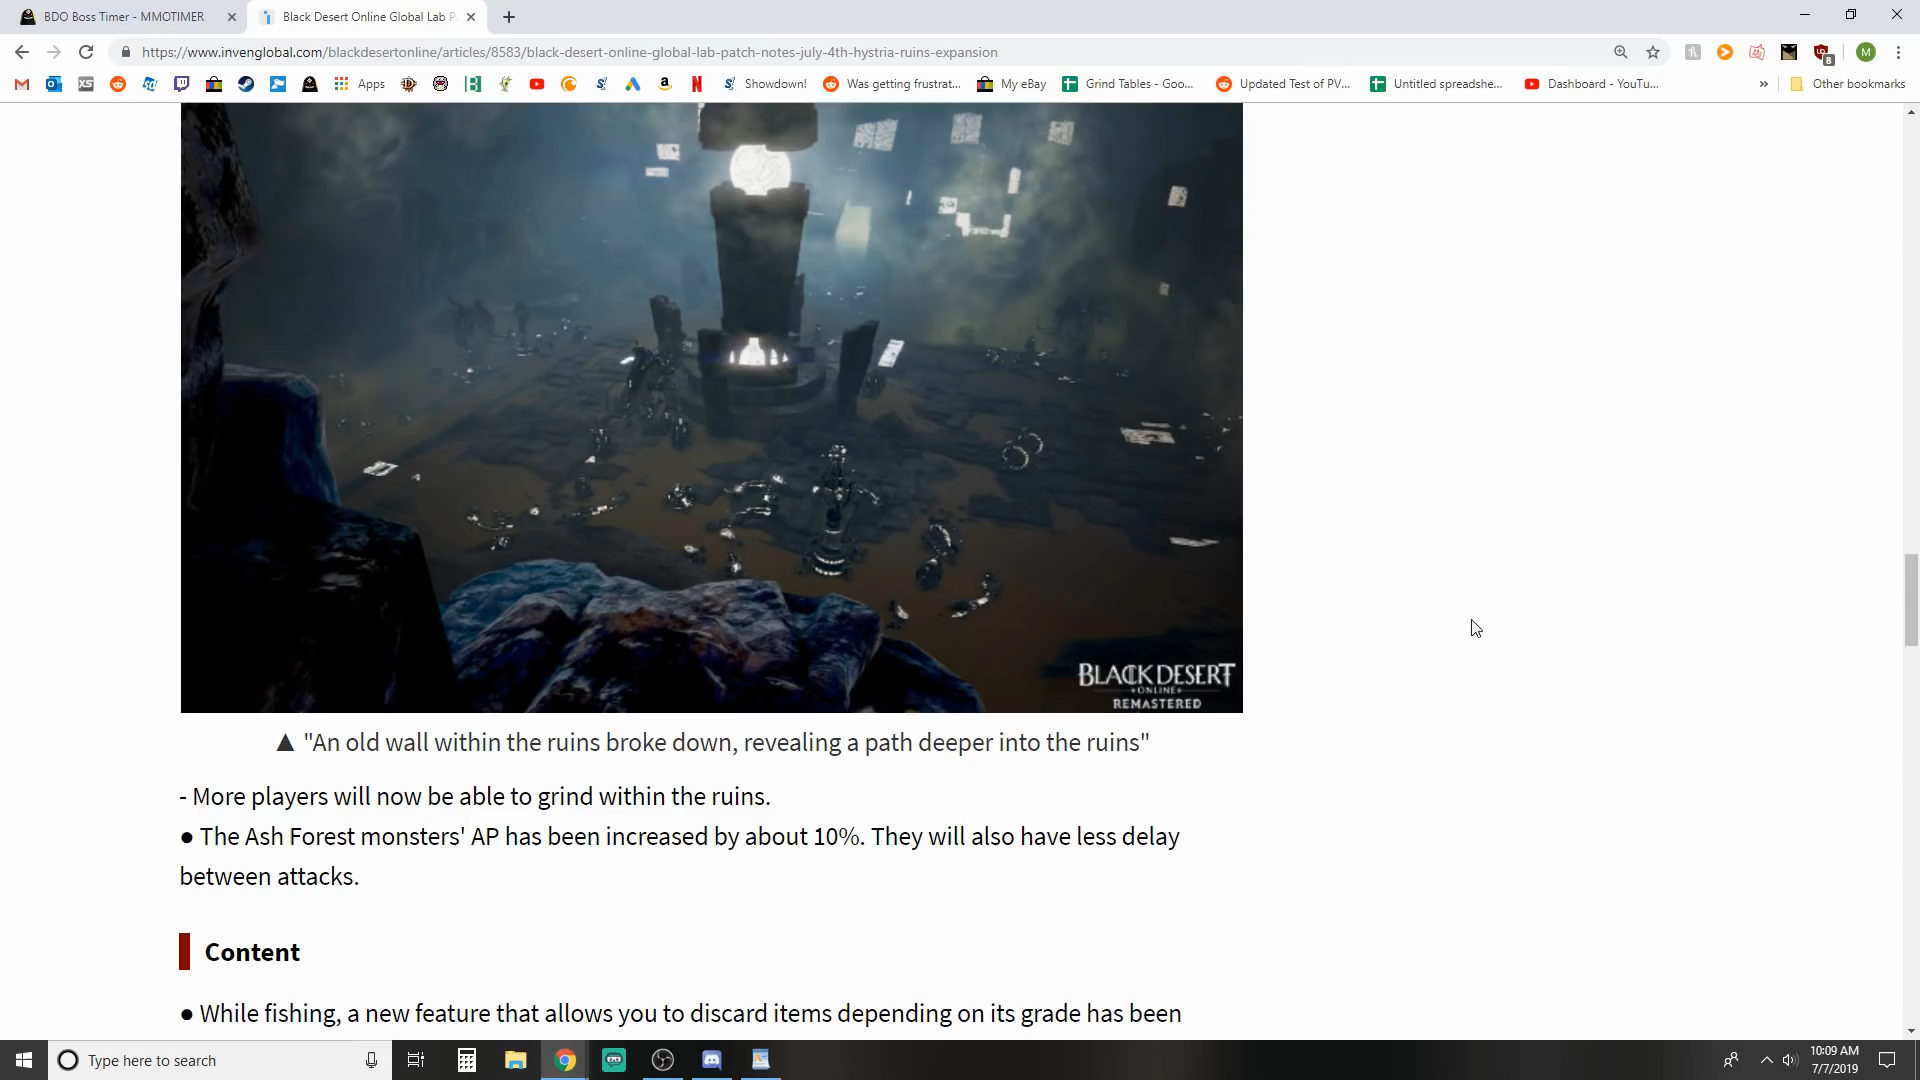 BDO Boss Timer - MMOTIMER
Black Desert Online Global Lab P
https://www.invenglobal.com/blackdesertonline/articles/8583/black-desert-online-global-lab-patch-notes-july-4th-hystria-ruins-expansion
8
M
Apps
Showdown!
Was getting frustrat...
My eBay
Grind Tables - Goo...
Updated Test of PV...
Untitled spreadshe...
Dashboard - YouTu...
Other bookmarks
BLACK DESERT
ONLINE
REMASTERED
▲ "An old wall within the ruins broke down, revealing a path deeper into the ruins"
- More players will now be able to grind within the ruins.
● The Ash Forest monsters' AP has been increased by about 10%. They will also have less delay
between attacks.
Content
● While fishing, a new feature that allows you to discard items depending on its grade has been
Type here to search
10:09 AM
7/7/2019